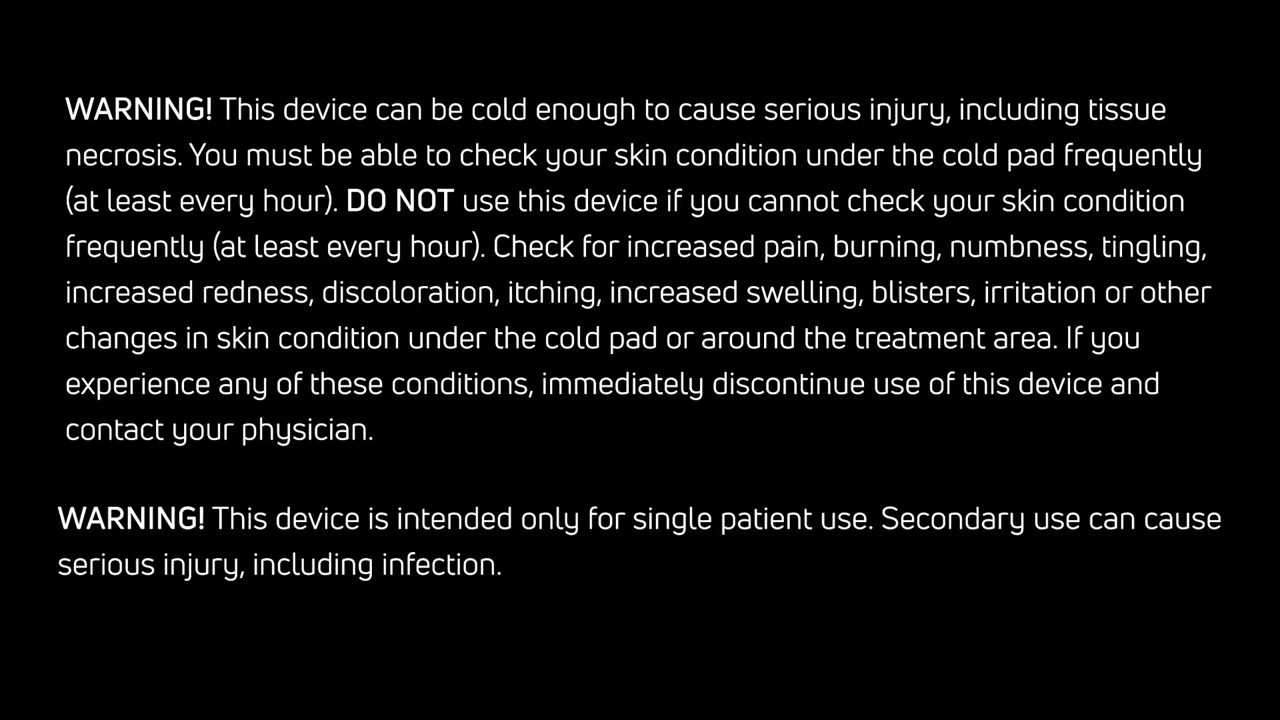 WARNING! This device can be cold enough to cause serious injury, including tissue
necrosis. You must be able to check your skin condition under the cold pad frequently
(at least every hour). DO NOT use this device if you cannot check your skin condition
frequently (at least every hour). Check for increased pain, burning, numbness, tingling,
increased redness, discoloration, itching, increased swelling, blisters, irritation or other
changes in skin condition under the cold pad or around the treatment area. If you
experience any of these conditions, immediately discontinue use of this device and
contact your physician.
WARNING! This device is intended only for single patient use. Secondary use can cause
serious injury, including infection.